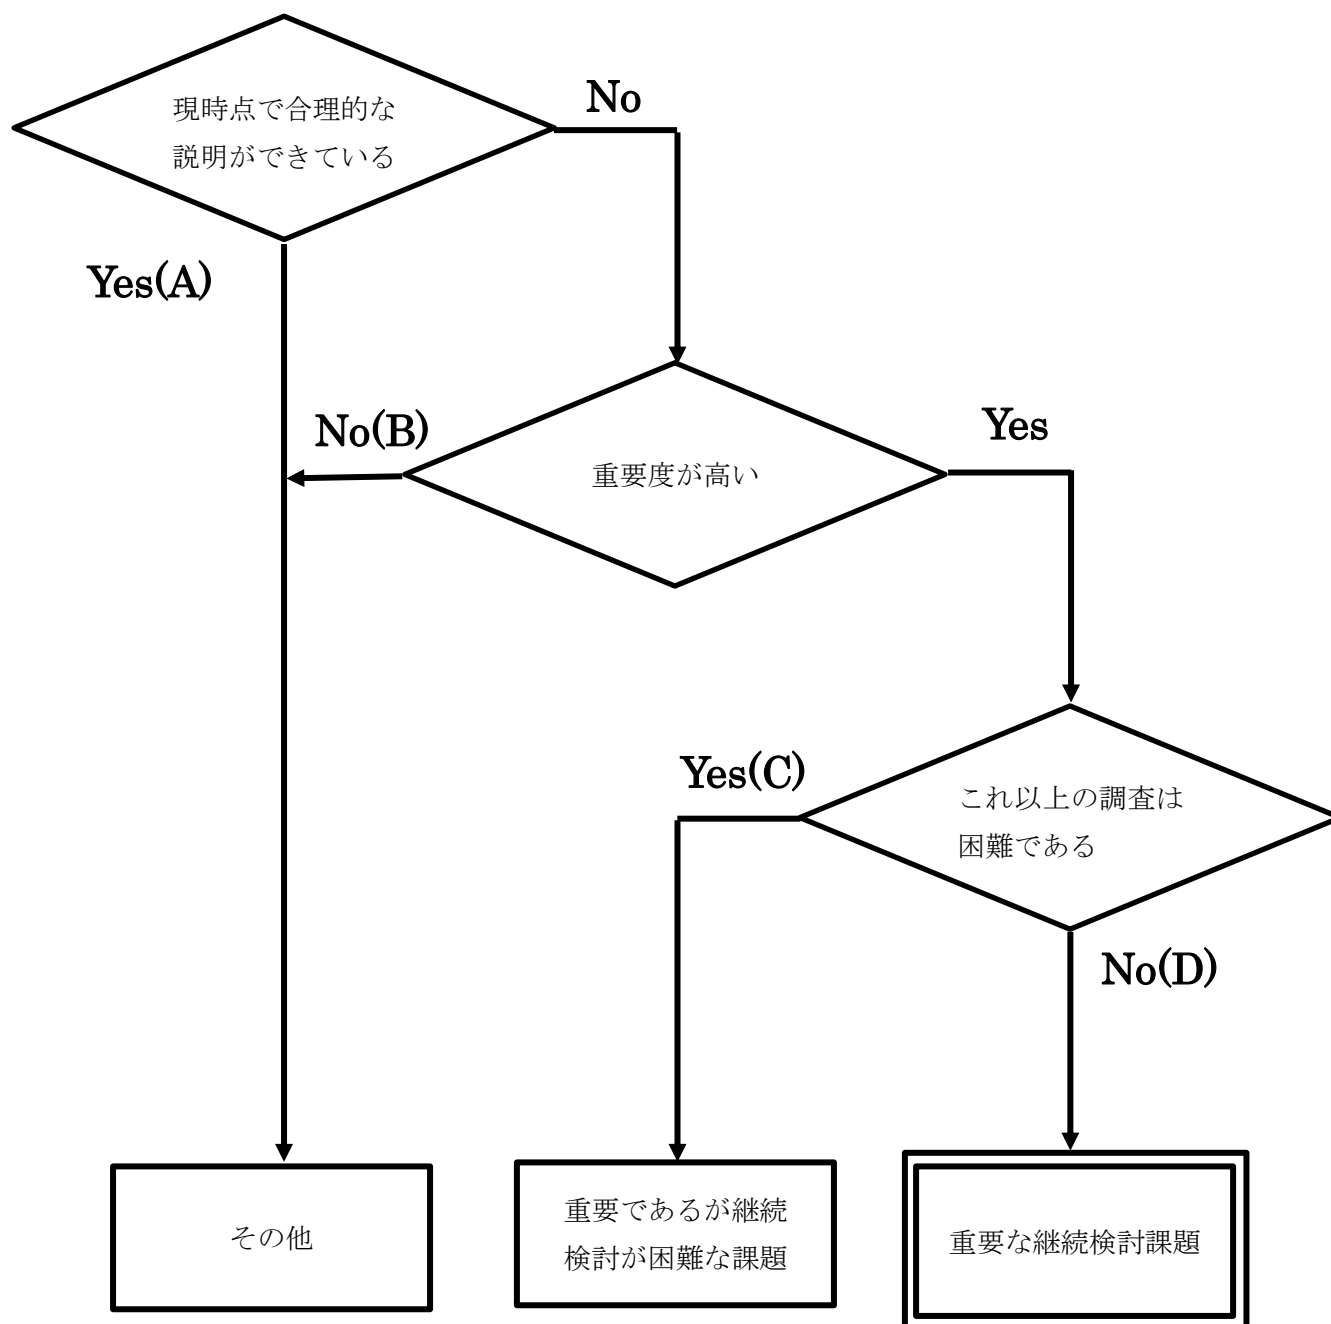 現時点で合理的な
説明ができている
No
Yes(A)
No(B)
重要度が高い
Yes
Yes(C)
これ以上の調査は
困難である
No(D)
その他
重要であるが継続
検討が困難な課題
重要な継続検討課題